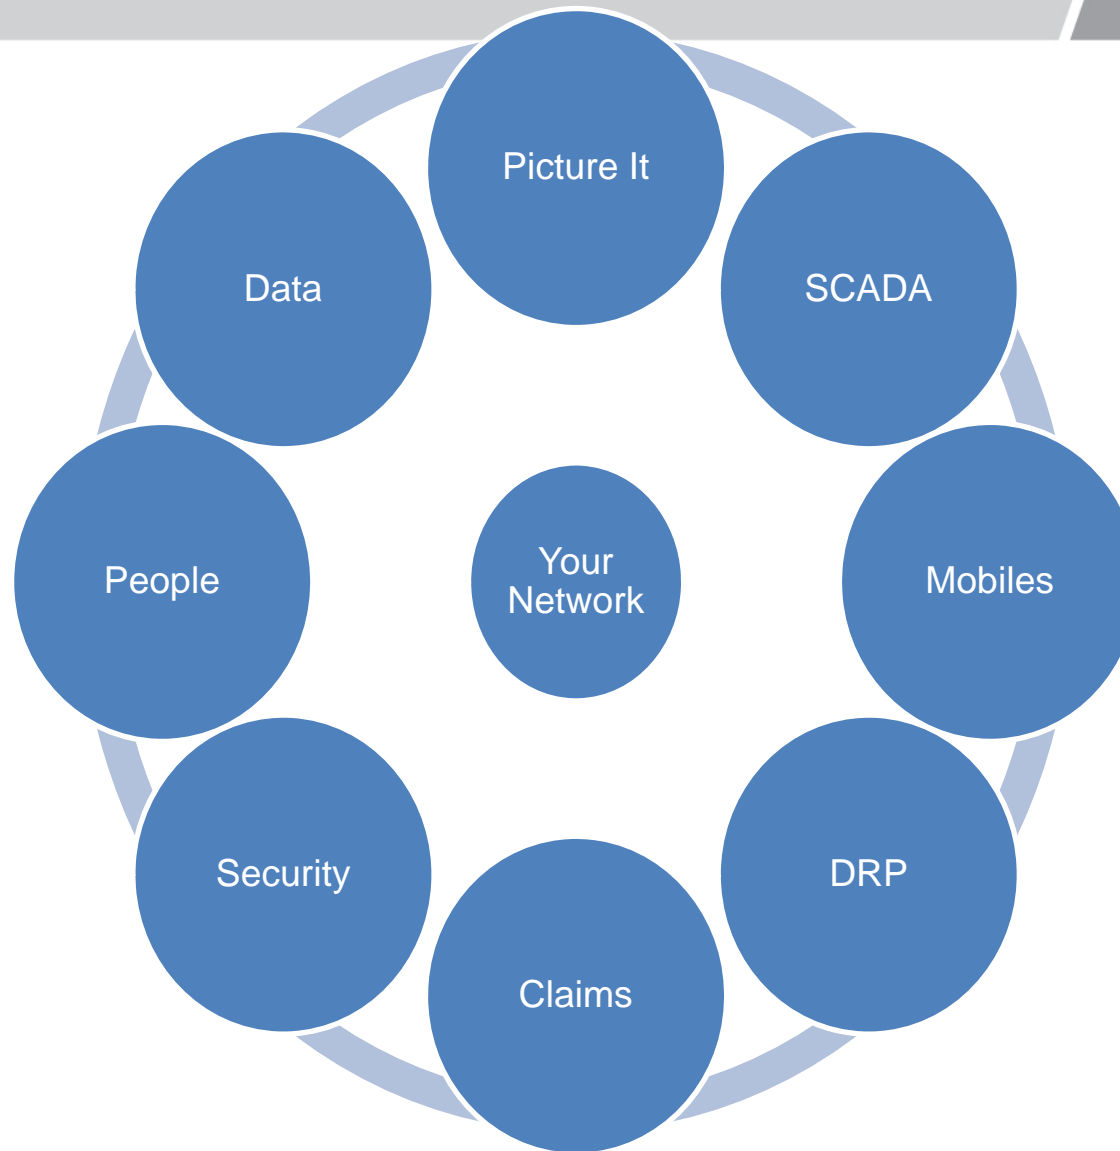 Picture It
Data
SCADA
People
Your
Network
Mobiles
Security
DRP
Claims